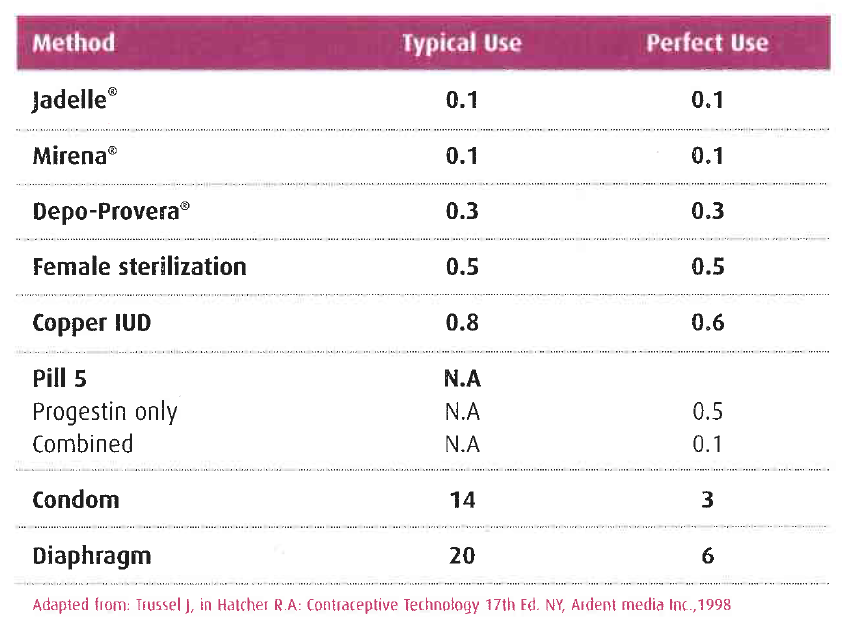 Method Typical Use Perfect Use
Jadelle® 0.1 0.1
Mirena® 0.1 0.1
Depo-Provera® 0.3 0.3
Female sterilization 0.5 0.5
Copper IUD 0.8 0.6
Pill 5 N.A
Progestin only N.A 0.5
Combined N.A 0.1
Condom 14 3
Diaphragm 20 6
Adapted from: Trussel J, in Hatcher R.A: Contraceptive Technology 17th Ed. NY, Ardent media Inc.,1998